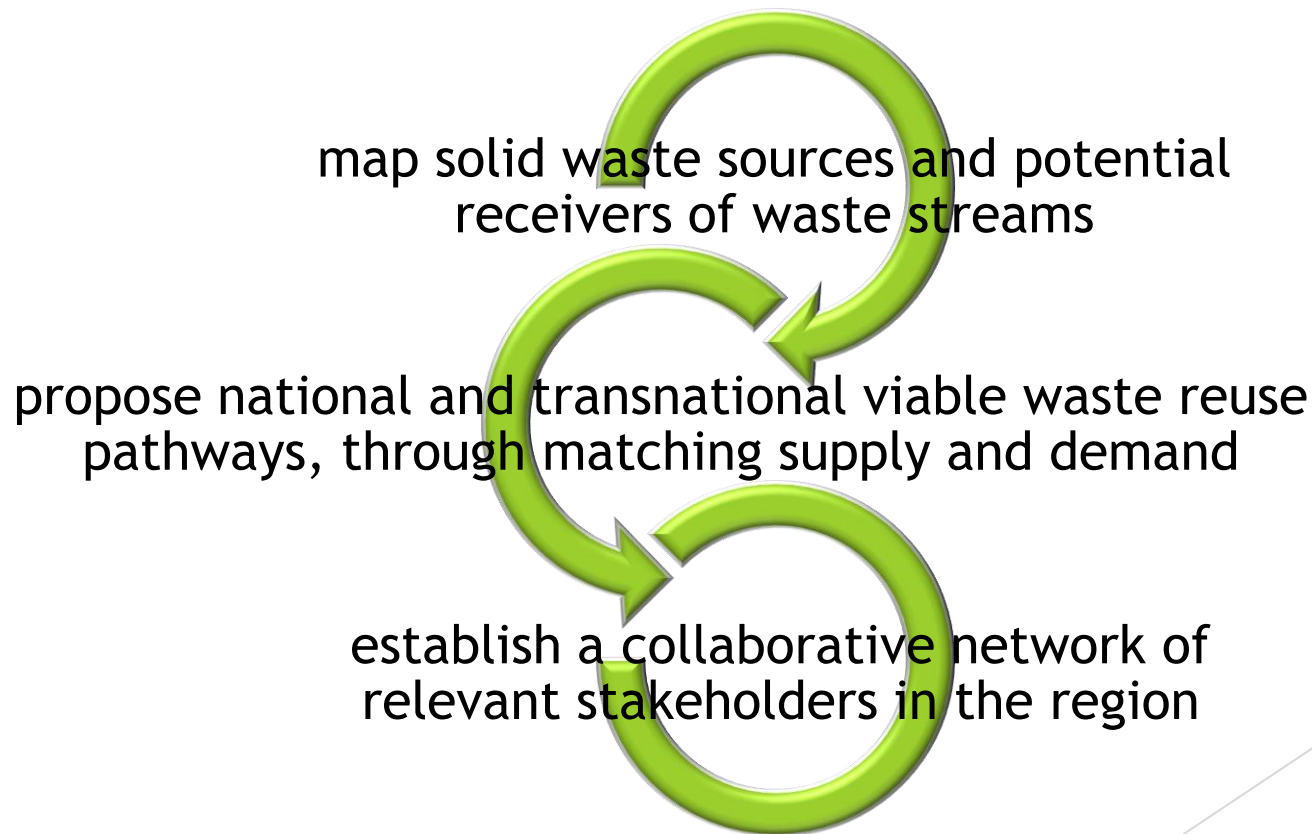 map solid waste sources and potential
receivers of waste streams
propose national and transnational viable waste reuse
pathways, through matching supply and demand
establish a collaborative network of
relevant stakeholders in the region